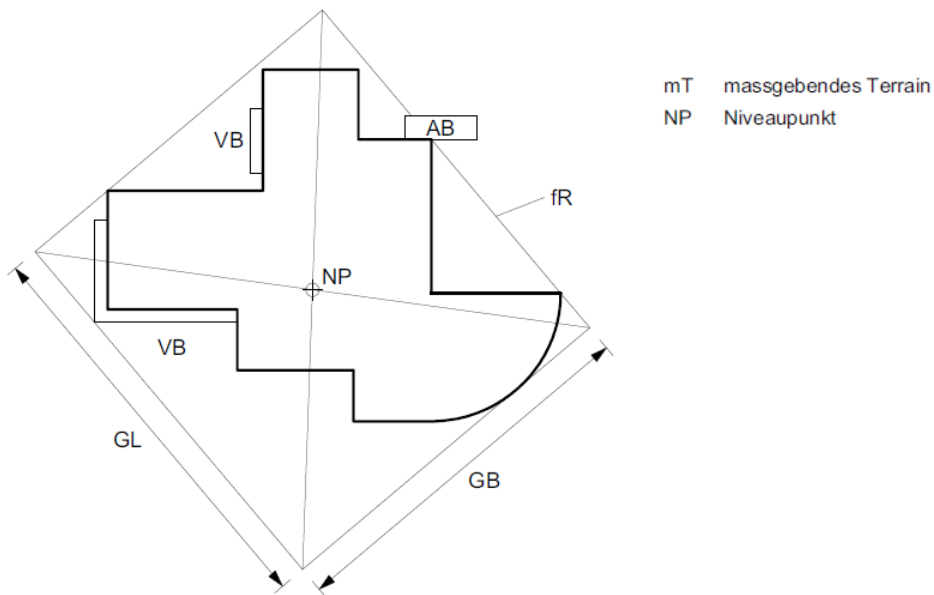 mT massgebendes Terrain
NP Niveaupunkt
VB
AB
fR
NP
VB
GL
GB